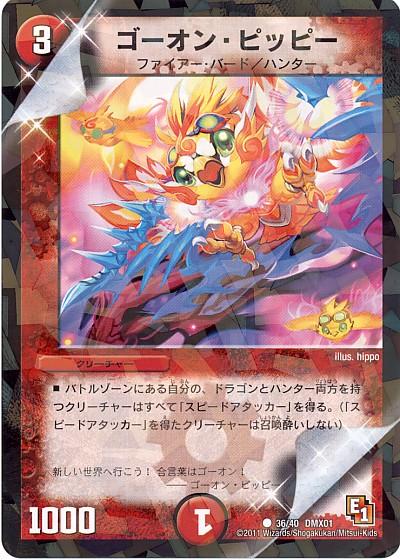 3
ゴーオン・ピッピー
ファイアー・バード／ハンター
illus. hippo
クリーチャー
■ バトルゾーンにある自分の、ドラゴンとハンター両方を持
つクリーチャーはすべて「スピードアタッカー」を得る。（「ス
ピードアタッカー」を得たクリーチャーは召喚酔いしない）
新しい世界へ行こう！ 合言葉はゴーオン！
—— ゴーオン・ピッピー
1000
1
● 36/40 DMX01
E1
©2011 Wizards/Shogakukan/Mitsui-Kids